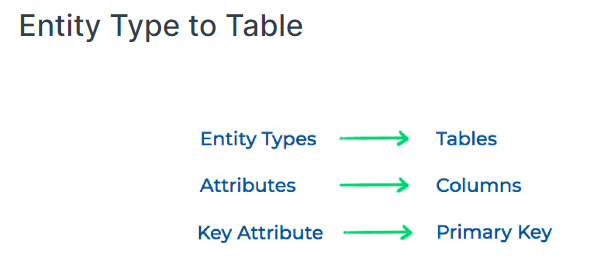 Entity Type to Table
Entity Types Tables
Attributes Columns
Key Attribute Primary Key